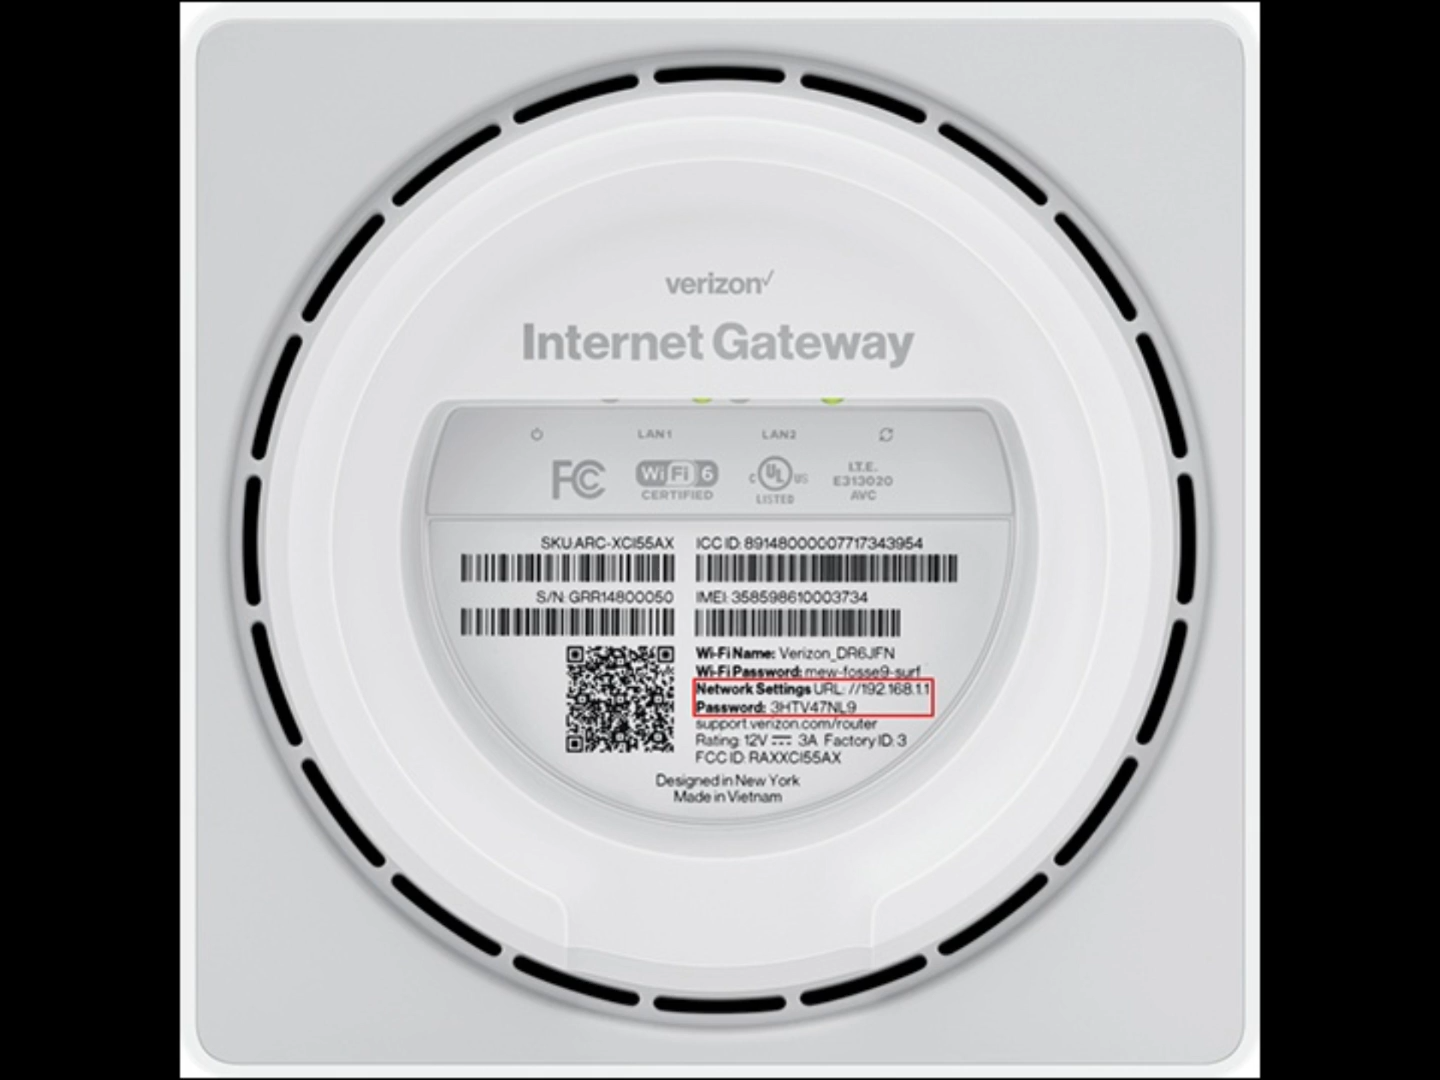 verizon✓
Internet Gateway
LAN1 LAN2
FC WiFi 6 CERTIFIED c UL US LISTED I.T.E. E313020 AVC
SKU:ARC-XCI55AX
ICC ID: 89148000007717343954
S/N: GRR14800050
IMEI: 358598610003734
Wi-Fi Name: Verizon_DR6JFN
Wi-Fi Password: mew-fosse9-surf
Network Settings URL: //192.168.1.1
Password: 3HTV47NL9
support.verizon.com/router
Rating: 12V ⎓ 3A Factory ID: 3
FCC ID: RAXXCI55AX
Designed in New York
Made in Vietnam